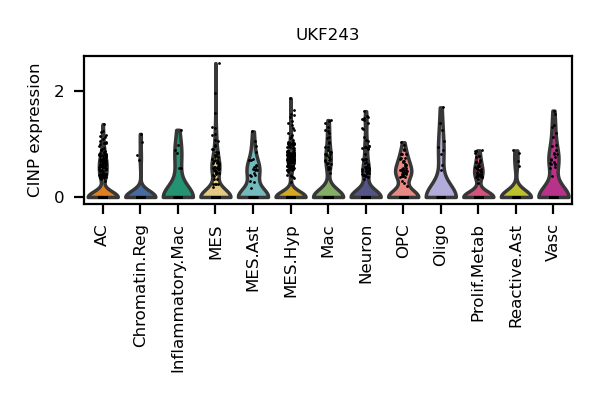 UKF243
CINP expression
2
0
AC
Chromatin.Reg
Inflammatory.Mac
MES
MES.Ast
MES.Hyp
Mac
Neuron
OPC
Oligo
Prolif.Metab
Reactive.Ast
Vasc